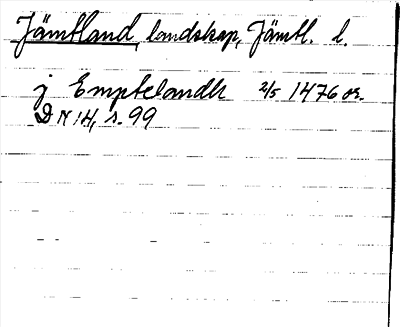 Jämtland, landskap, Jämtl. l.
j Emptelandh 2/5 1476 or.
DN 14, s. 99